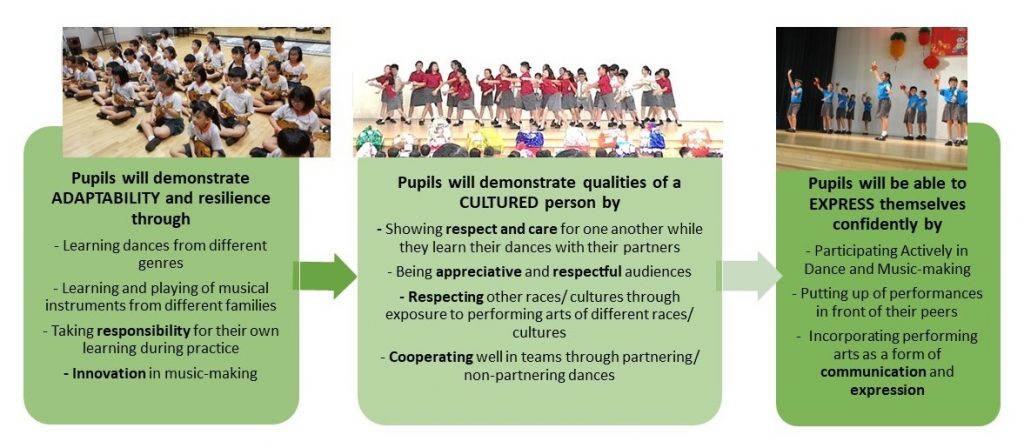 Pupils will demonstrate
ADAPTABILITY and resilience
through
- Learning dances from different
genres
- Learning and playing of musical
instruments from different families
- Taking responsibility for their own
learning during practice
- Innovation in music-making
Pupils will demonstrate qualities of a
CULTURED person by
- Showing respect and care for one another while
they learn their dances with their partners
- Being appreciative and respectful audiences
- Respecting other races/ cultures through
exposure to performing arts of different races/
cultures
- Cooperating well in teams through partnering/
non-partnering dances
Pupils will be able to
EXPRESS themselves
confidently by
- Participating Actively in
Dance and Music-making
- Putting up of performances
in front of their peers
- Incorporating performing
arts as a form of
communication and
expression